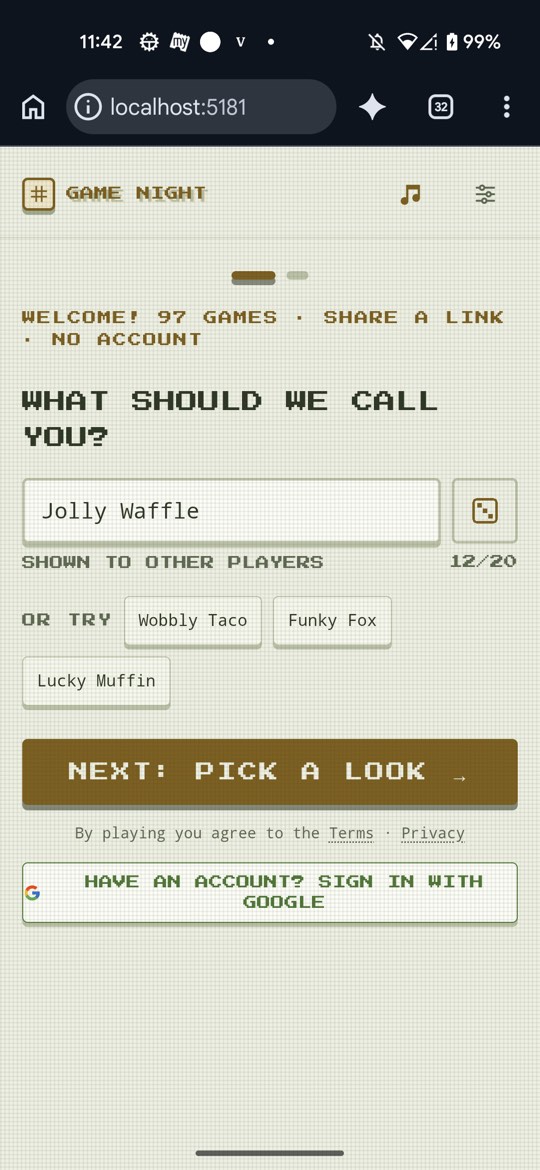 11:42 my V 99%
localhost:5181 32
GAME NIGHT
WELCOME! 97 GAMES · SHARE A LINK
· NO ACCOUNT
WHAT SHOULD WE CALL
YOU?
Jolly Waffle
SHOWN TO OTHER PLAYERS 12/20
OR TRY Wobbly Taco Funky Fox
Lucky Muffin
NEXT: PICK A LOOK →
By playing you agree to the Terms · Privacy
HAVE AN ACCOUNT? SIGN IN WITH
GOOGLE